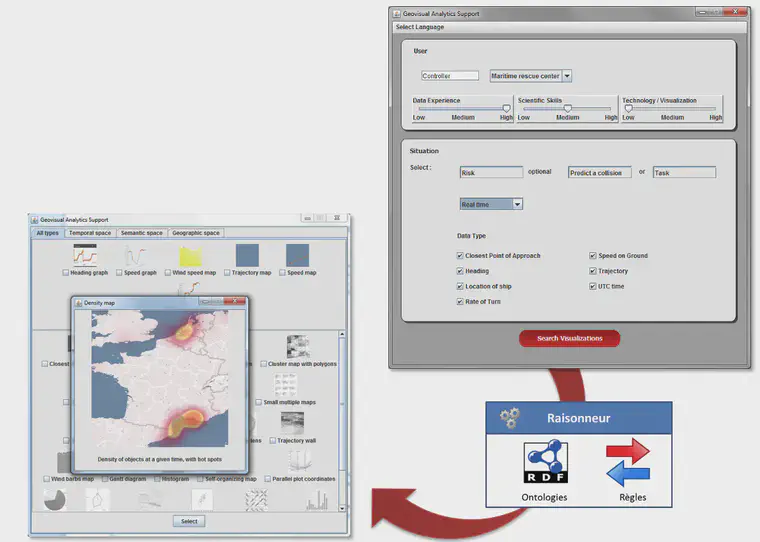 Geovisual Analytics Support
Select Language
User
Controller Maritime rescue center
Data Experience Scientific Skills Technology / Visualization
Low Medium High Low Medium High Low Medium High
Situation
Select : Risk optional Predict a collision or Task
Real time
Data Type
Closest Point of Approach Speed on Ground
Heading Trajectory
Location of ship UTC time
Rate of Turn
Search Visualizations
Raisonneur
RDF
Ontologies Règles
Geovisual Analytics Support
All types Temporal space Semantic space Geographic space
Heading graph Speed graph Wind speed map Trajectory map Speed map
Density map
Density of objects at a given time, with hot spots
Closest
Cluster map with polygons
Small multiple maps
lens Trajectory wall
Wind barbs map Gantt diagram Histogram Self-organizing map Parallel plot coordinates
Select